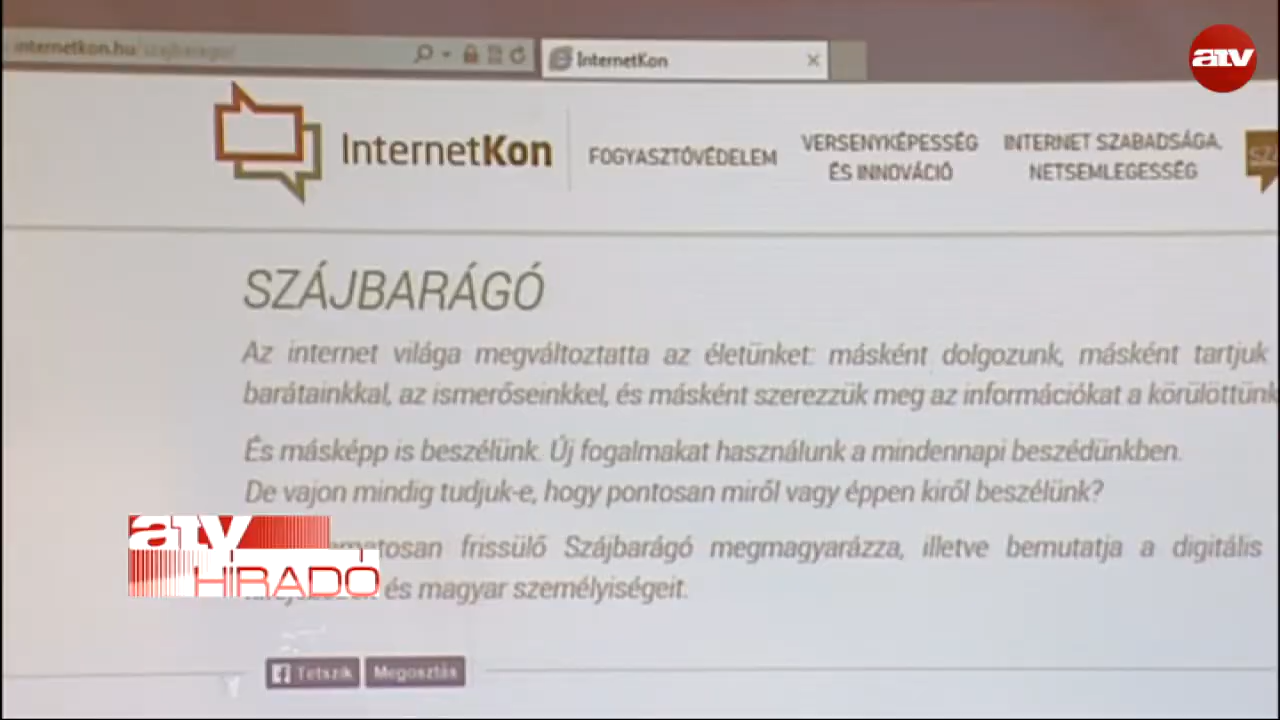 internetkon.hu/szajbarago/
InternetKon
atv
InternetKon
FOGYASZTÓVÉDELEM
VERSENYKÉPESSÉG
ÉS INNOVÁCIÓ
INTERNET SZABADSÁGA,
NETSEMLEGESSÉG
SZÁJBARÁGÓ
Az internet világa megváltoztatta az életünket: másként dolgozunk, másként tartjuk
barátainkkal, az ismerőseinkkel, és másként szerezzük meg az információkat a körülöttünk
És másképp is beszélünk. Új fogalmakat használunk a mindennapi beszédünkben.
De vajon mindig tudjuk-e, hogy pontosan miről vagy éppen kiről beszélünk?
frissülő Szájbarágó megmagyarázza, illetve bemutatja a digitális
és magyar személyiségeit.
atv
HÍRADÓ
Tetszik
Megosztás